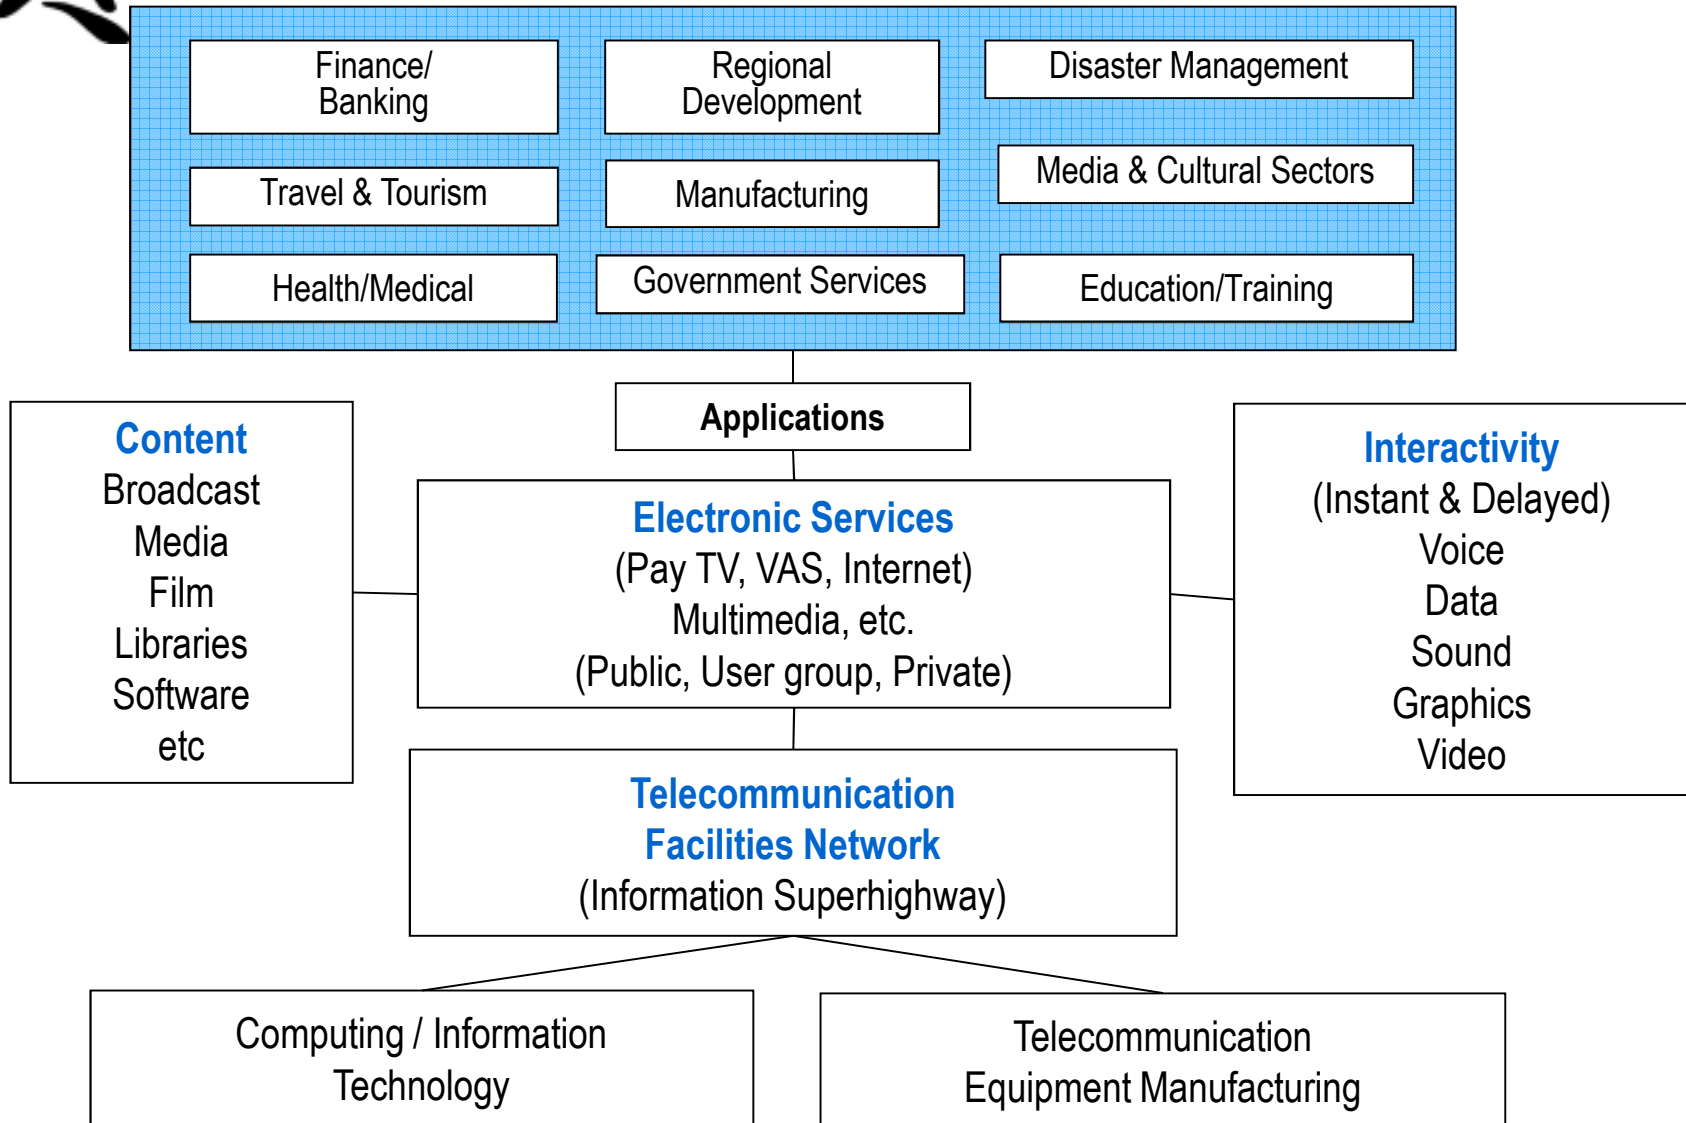 Finance/
Banking
Regional
Development
Disaster Management
Travel & Tourism
Manufacturing
Media & Cultural Sectors
Health/Medical
Government Services
Education/Training
Applications
Content
Broadcast
Media
Film
Libraries
Software
etc
Electronic Services
(Pay TV, VAS, Internet)
Multimedia, etc.
(Public, User group, Private)
Interactivity
(Instant & Delayed)
Voice
Data
Sound
Graphics
Video
Telecommunication
Facilities Network
(Information Superhighway)
Computing / Information
Technology
Telecommunication
Equipment Manufacturing